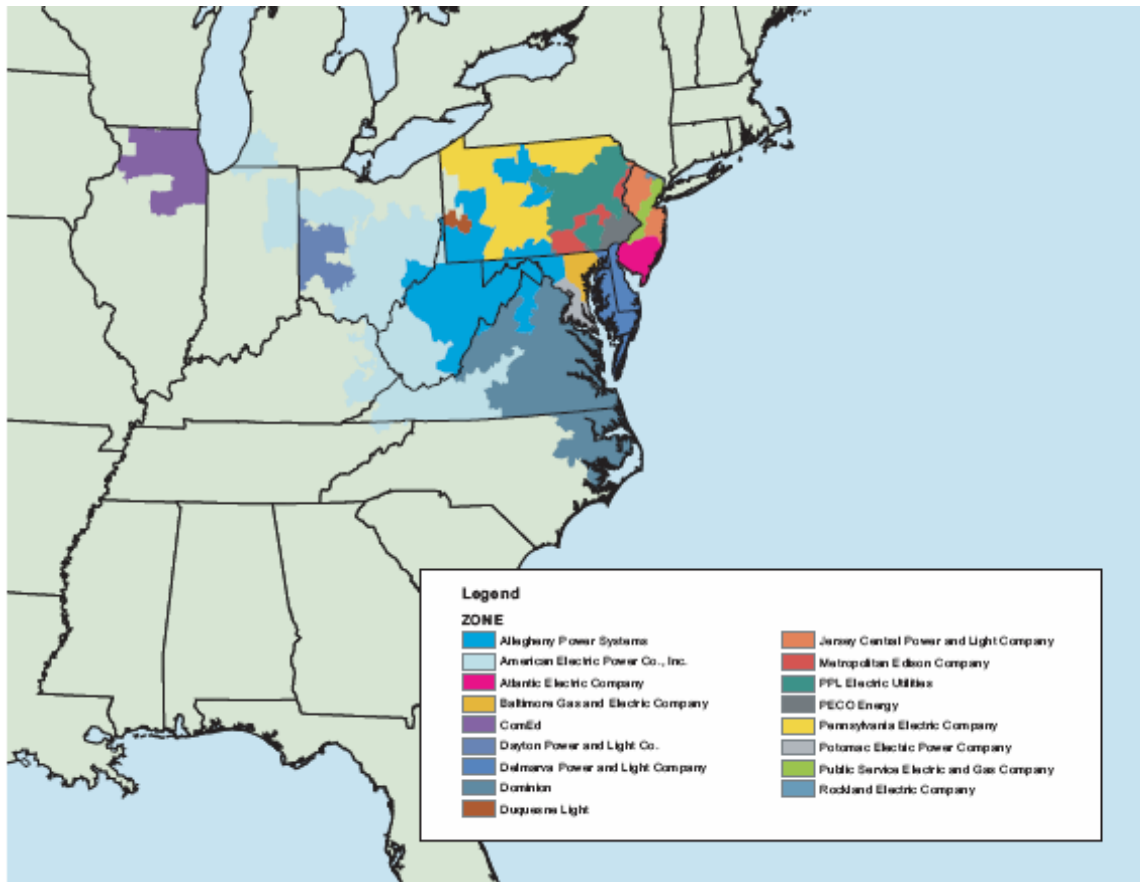 Legend
ZONE
Allegheny Power Systems
American Electric Power Co., Inc.
Atlantic Electric Company
Baltimore Gas and Electric Company
ComEd
Dayton Power and Light Co.
Delmarva Power and Light Company
Dominion
Duquesne Light
Jersey Central Power and Light Company
Metropolitan Edison Company
PPL Electric Utilities
PECO Energy
Pennsylvania Electric Company
Potomac Electric Power Company
Public Service Electric and Gas Company
Rockland Electric Company